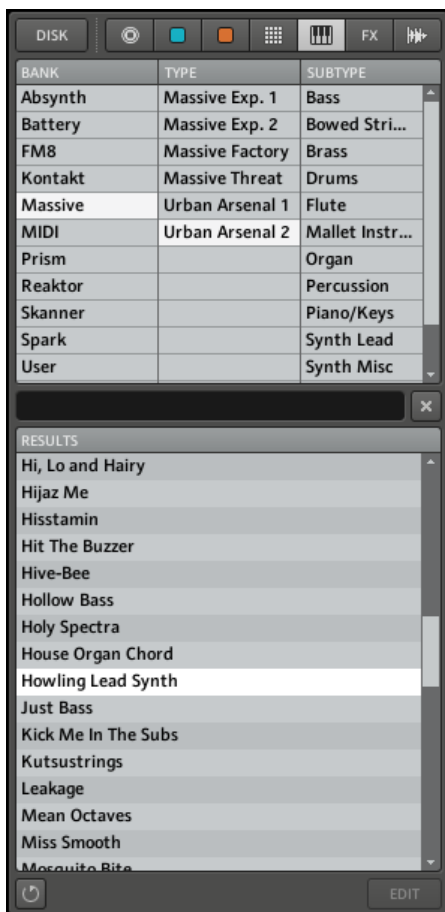 DISK FX
BANK TYPE SUBTYPE
Absynth Massive Exp. 1 Bass
Battery Massive Exp. 2 Bowed Stri...
FM8 Massive Factory Brass
Kontakt Massive Threat Drums
Massive Urban Arsenal 1 Flute
MIDI Urban Arsenal 2 Mallet Instr...
Prism Organ
Reaktor Percussion
Skanner Piano/Keys
Spark Synth Lead
User Synth Misc
RESULTS
Hi, Lo and Hairy
Hijaz Me
Hisstamin
Hit The Buzzer
Hive-Bee
Hollow Bass
Holy Spectra
House Organ Chord
Howling Lead Synth
Just Bass
Kick Me In The Subs
Kutsustrings
Leakage
Mean Octaves
Miss Smooth
Mosquito Bite
EDIT